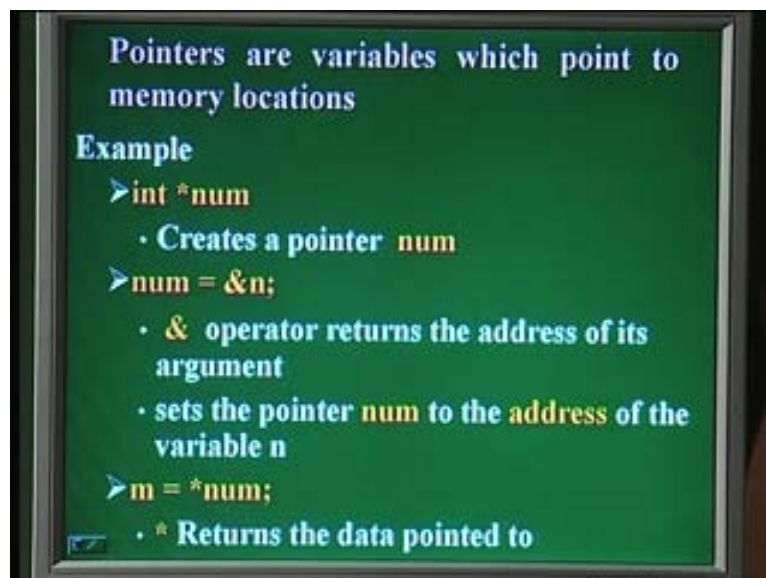 Pointers are variables which point to
memory locations
Example
➢int *num
· Creates a pointer num
➢num = &n;
· & operator returns the address of its
argument
· sets the pointer num to the address of the
variable n
➢m = *num;
· * Returns the data pointed to